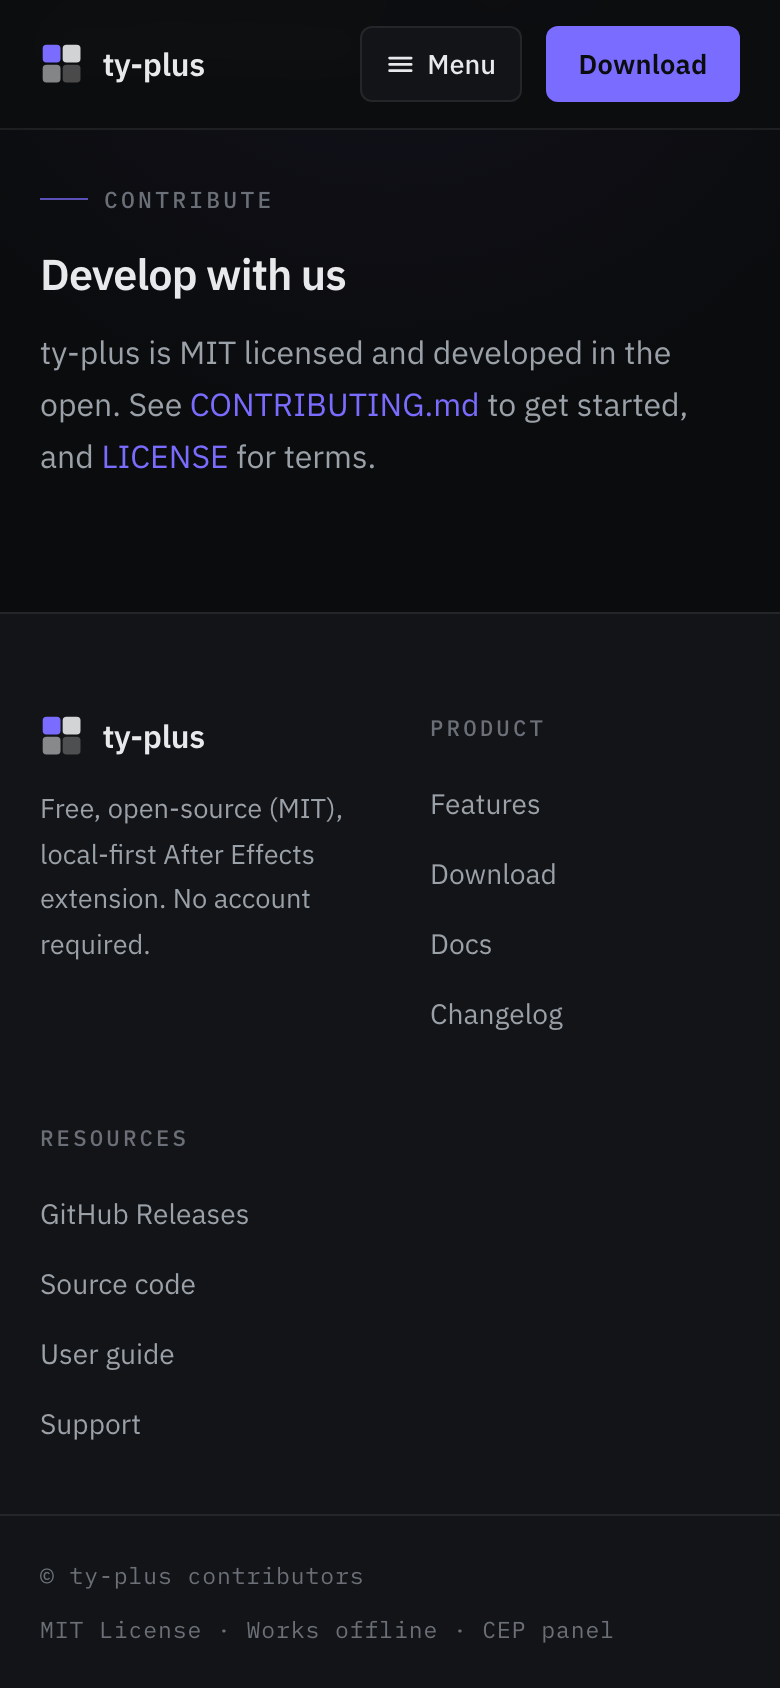 ty-plus
Menu
Download
CONTRIBUTE
Develop with us
ty-plus is MIT licensed and developed in the
open. See CONTRIBUTING.md to get started,
and LICENSE for terms.
ty-plus
Free, open-source (MIT),
local-first After Effects
extension. No account
required.
PRODUCT
Features
Download
Docs
Changelog
RESOURCES
GitHub Releases
Source code
User guide
Support
© ty-plus contributors
MIT License · Works offline · CEP panel